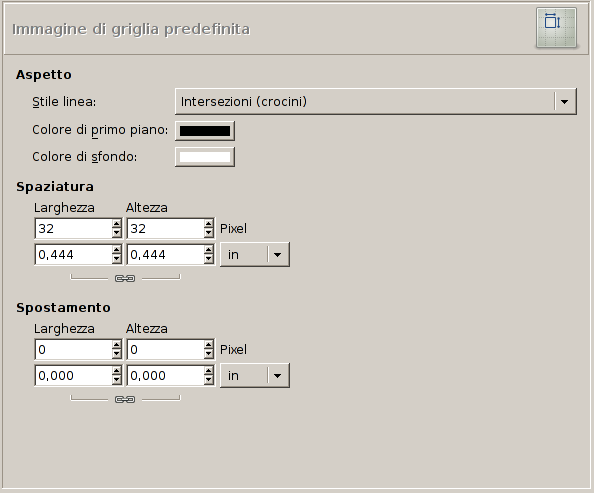 Immagine di griglia predefinita
Aspetto
Stile linea: Intersezioni (crocini)
Colore di primo piano:
Colore di sfondo:
Spaziatura
Larghezza Altezza
32 32 Pixel
0,444 0,444 in
Spostamento
Larghezza Altezza
0 0 Pixel
0,000 0,000 in